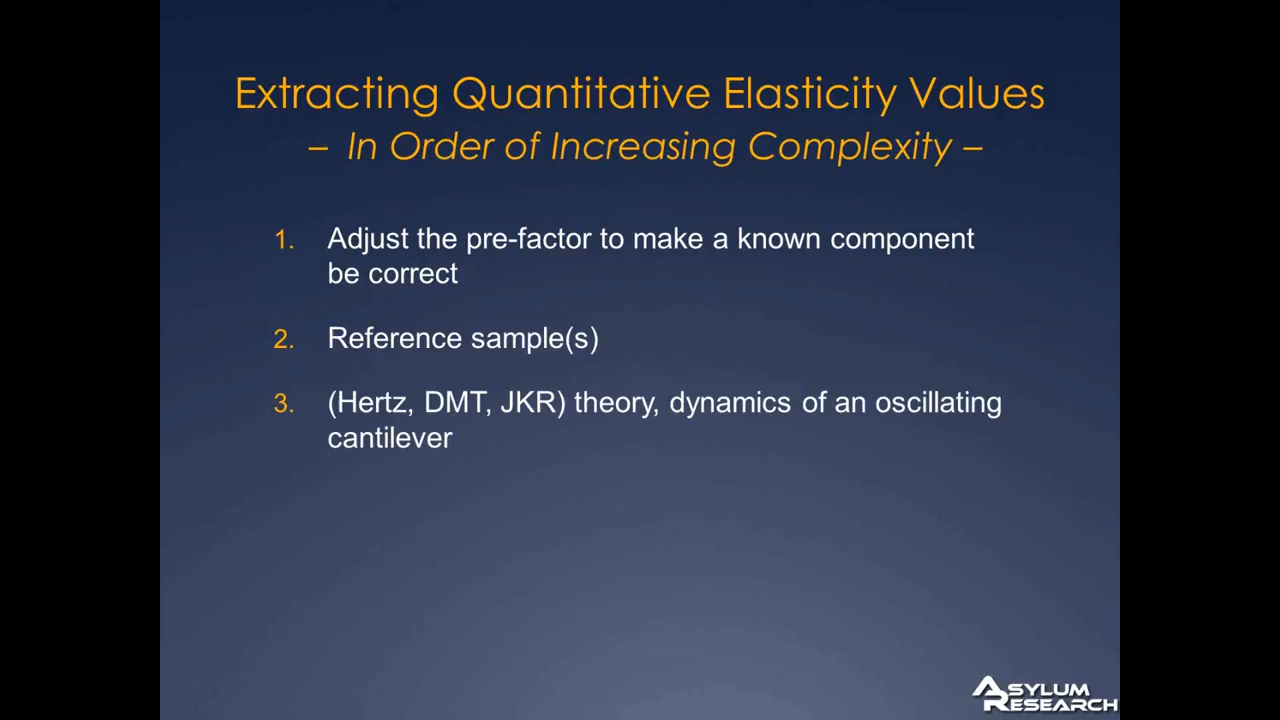 Extracting Quantitative Elasticity Values
– In Order of Increasing Complexity –
1. Adjust the pre-factor to make a known component
be correct
2. Reference sample(s)
3. (Hertz, DMT, JKR) theory, dynamics of an oscillating
cantilever
ASYLUM
RESEARCH